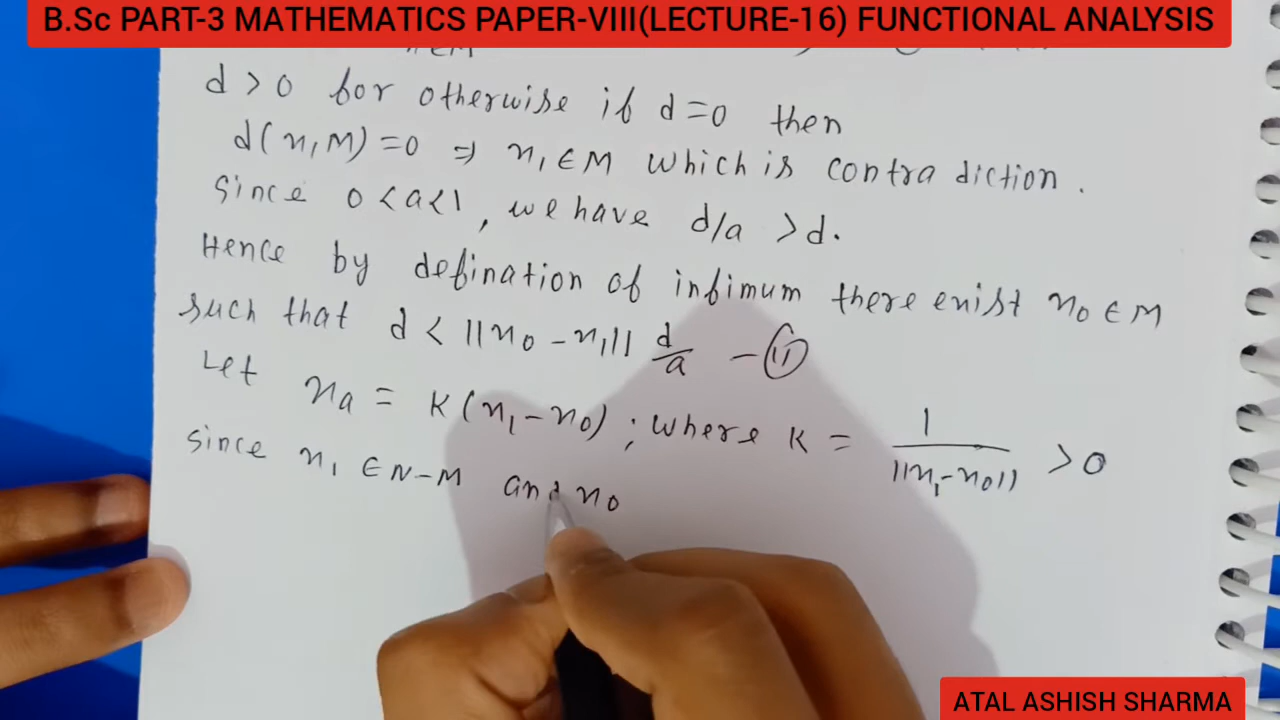 B.Sc PART-3 MATHEMATICS PAPER-VIII(LECTURE-16) FUNCTIONAL ANALYSIS
d > 0 for otherwise if d=0 then
d(x₁,M)=0 ⇒ x₁∈M which is contradiction.
since 0<a<1, we have d/a >d.
Hence by defination of infimum there exist x₀∈M
such that d < ||x₀-x₁|| d/a -(ii)
Let xₐ = K(x₁-x₀) ; where K = 1/||x₁-x₀|| >0
since x₁ ∈ N-M and x₀
ATAL ASHISH SHARMA